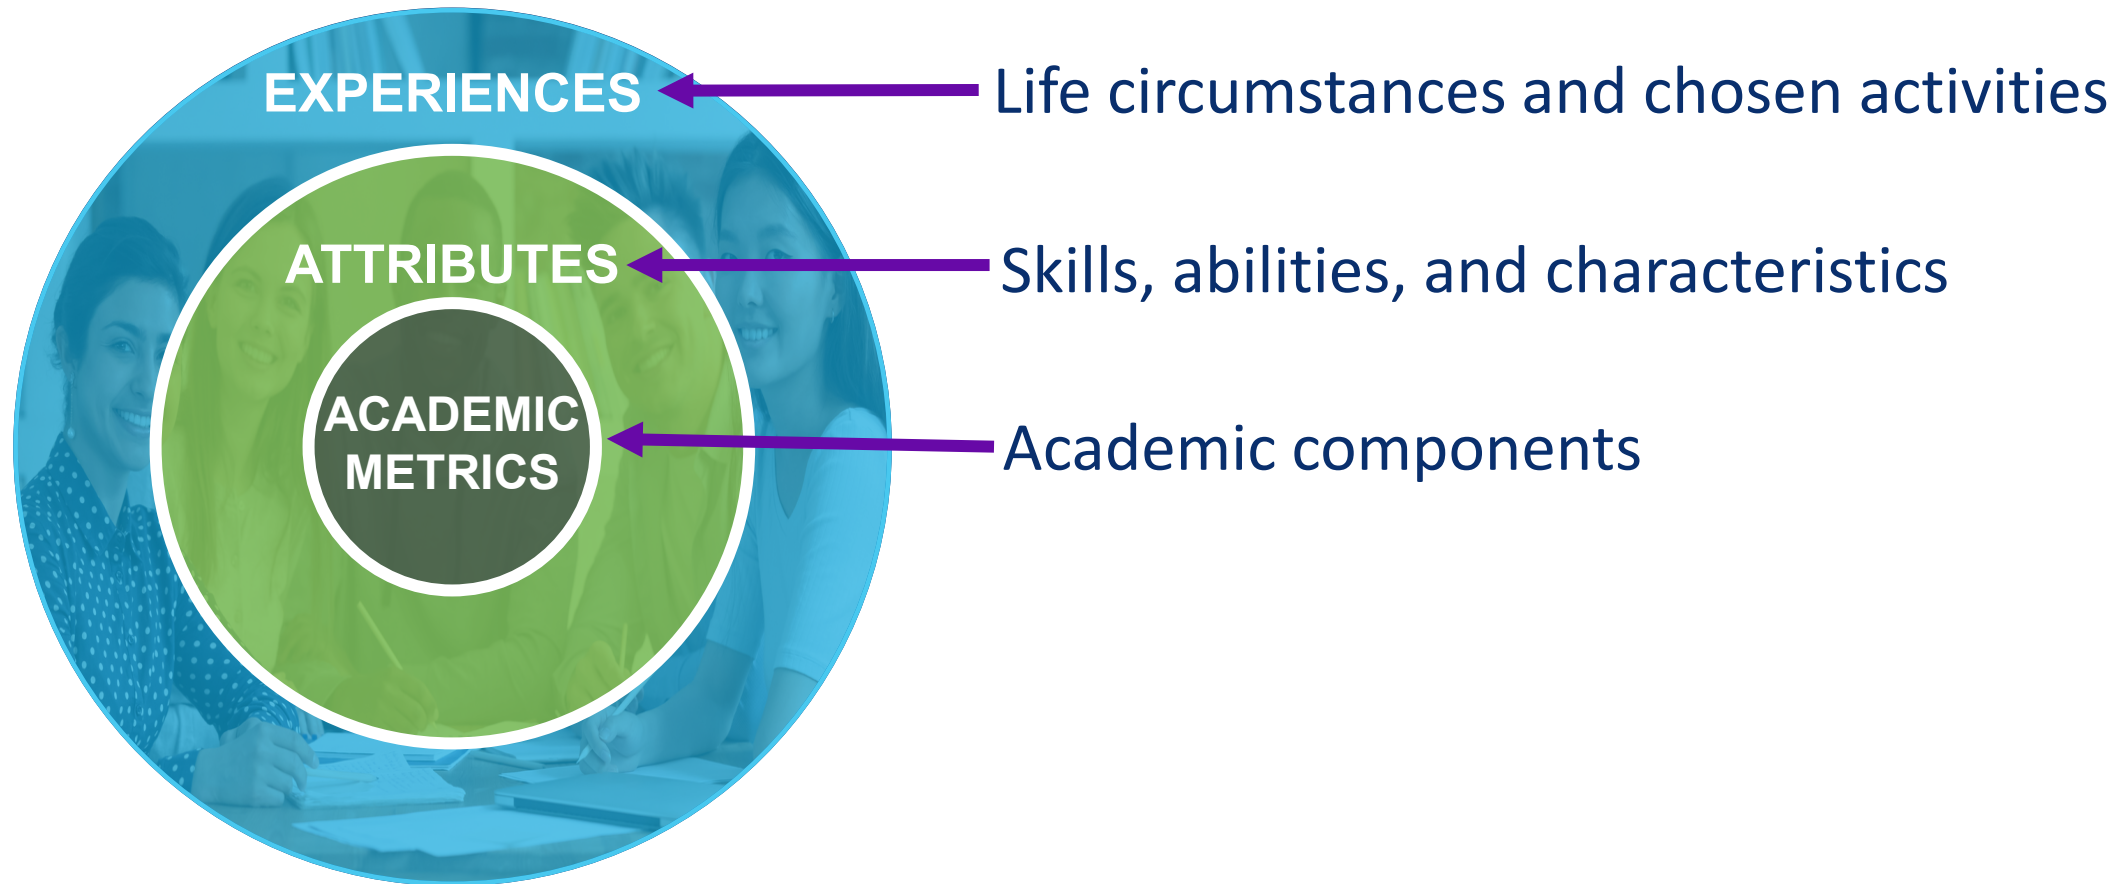 EXPERIENCES
Life circumstances and chosen activities
ATTRIBUTES
Skills, abilities, and characteristics
ACADEMIC
METRICS
Academic components